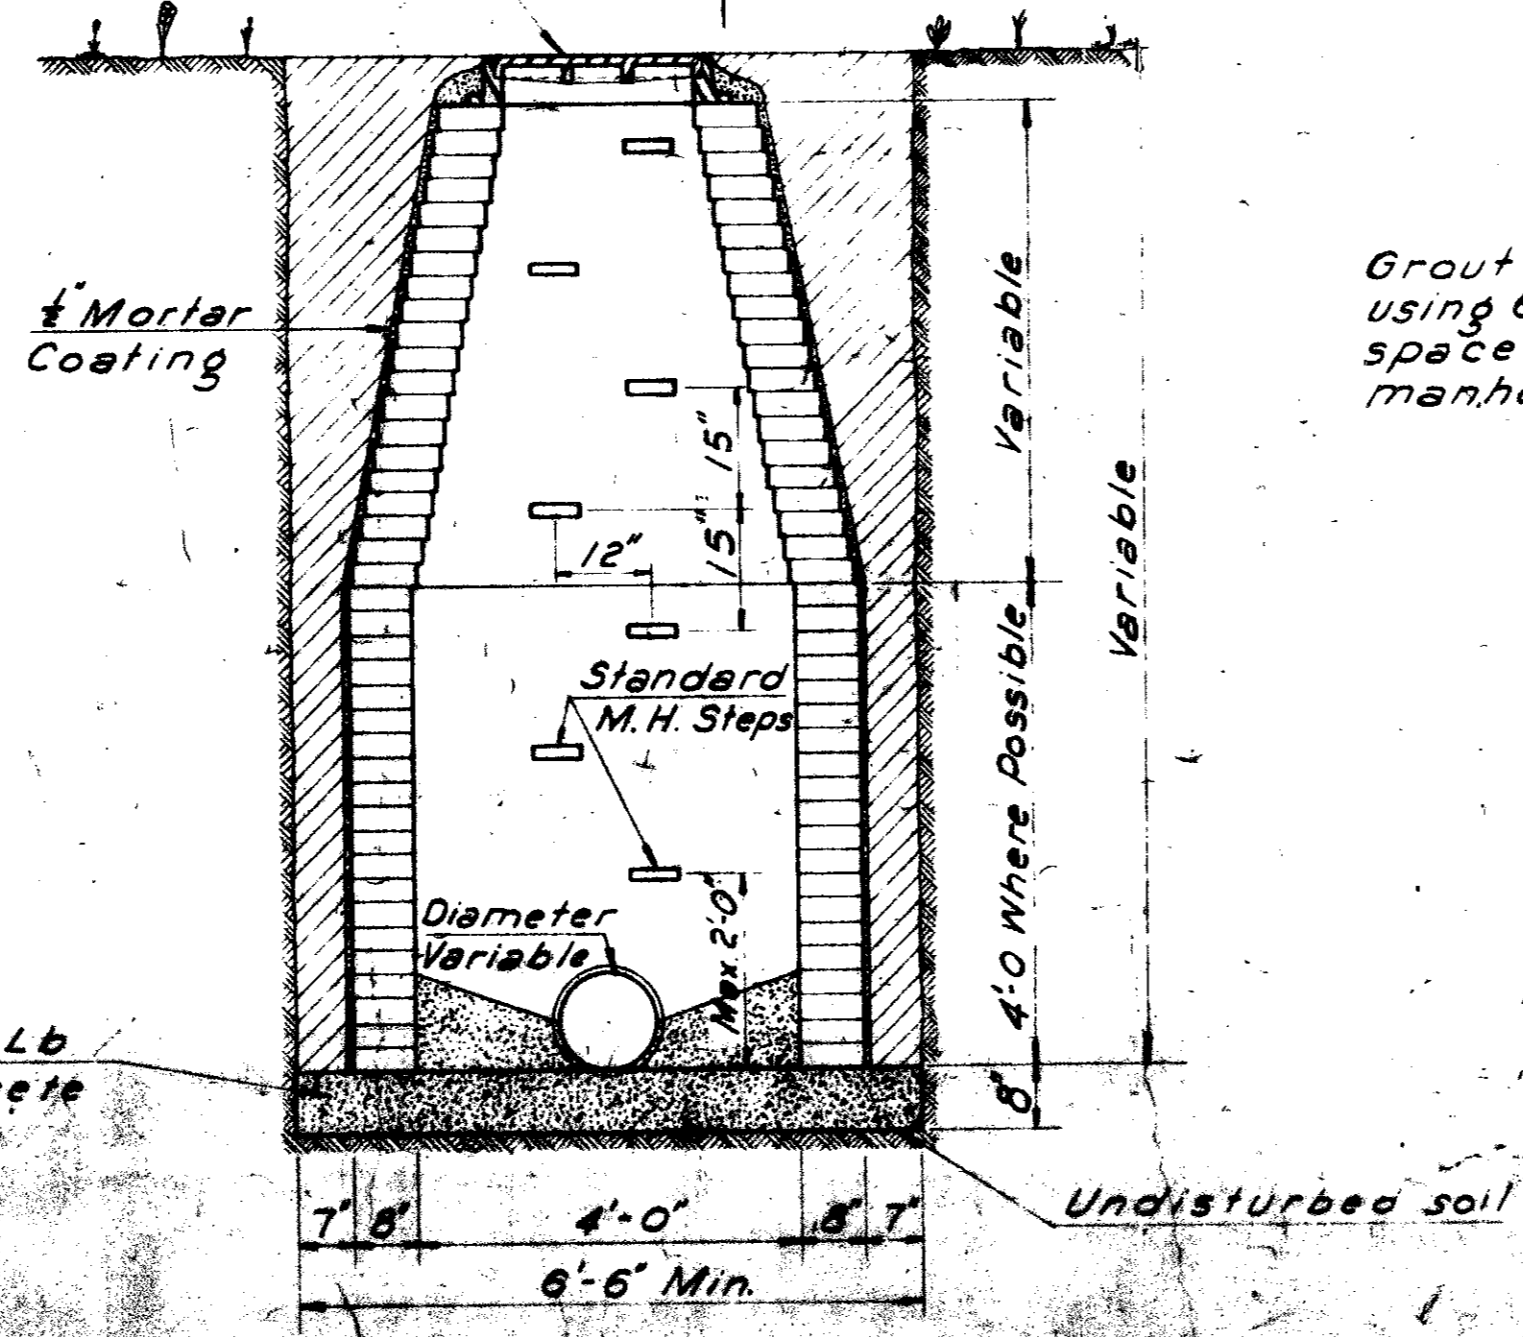 ½" Mortar
Coating
Grout
using
space
15"
15"
12"
Variable
Variable
Standard
M.H. Steps
4'-0 Where Possible
Diameter
Variable
Max 2'-0"
Lb
8"
7" 8" 4'-0" 8" 7"
6'-6" Min.
Undisturbed soil